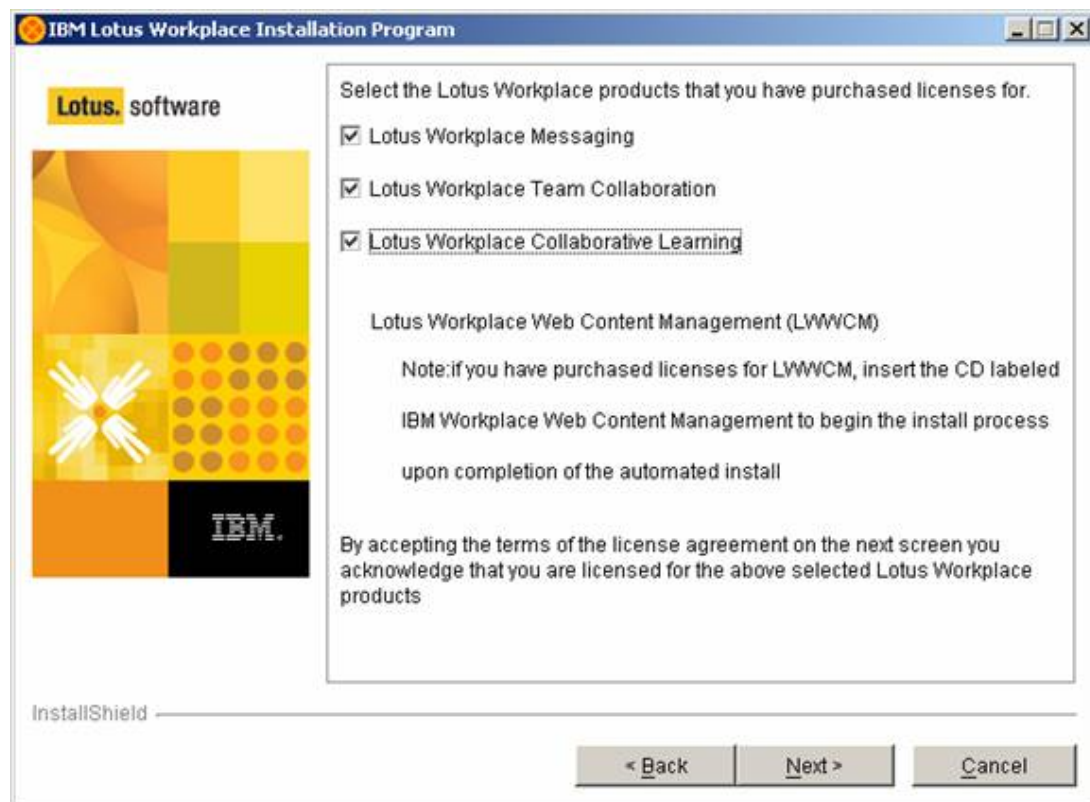 IBM Lotus Workplace Installation Program
Lotus. software
Select the Lotus Workplace products that you have purchased licenses for.
Lotus Workplace Messaging
Lotus Workplace Team Collaboration
Lotus Workplace Collaborative Learning
Lotus Workplace Web Content Management (LWWCM)
Note:if you have purchased licenses for LWWCM, insert the CD labeled
IBM Workplace Web Content Management to begin the install process
upon completion of the automated install
IBM.
By accepting the terms of the license agreement on the next screen you
acknowledge that you are licensed for the above selected Lotus Workplace
products
InstallShield
< Back
Next >
Cancel